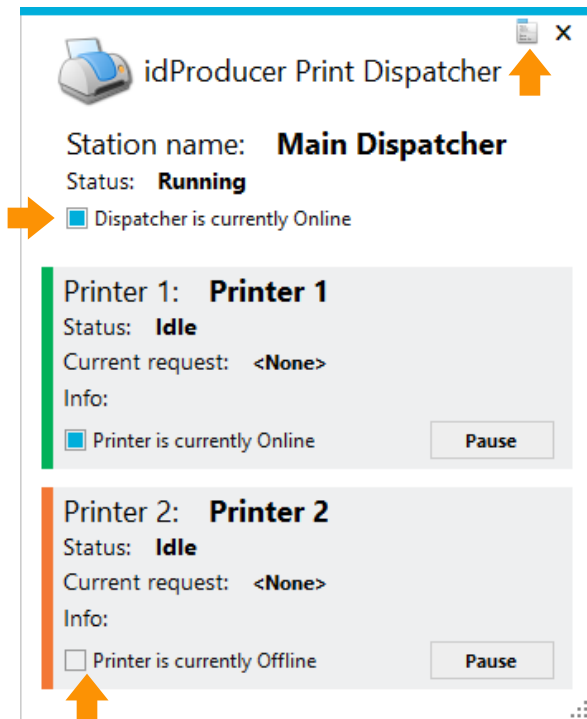 idProducer Print Dispatcher
Station name: Main Dispatcher
Status: Running
Dispatcher is currently Online
Printer 1: Printer 1
Status: Idle
Current request: <None>
Info:
Printer is currently Online Pause
Printer 2: Printer 2
Status: Idle
Current request: <None>
Info:
Printer is currently Offline Pause